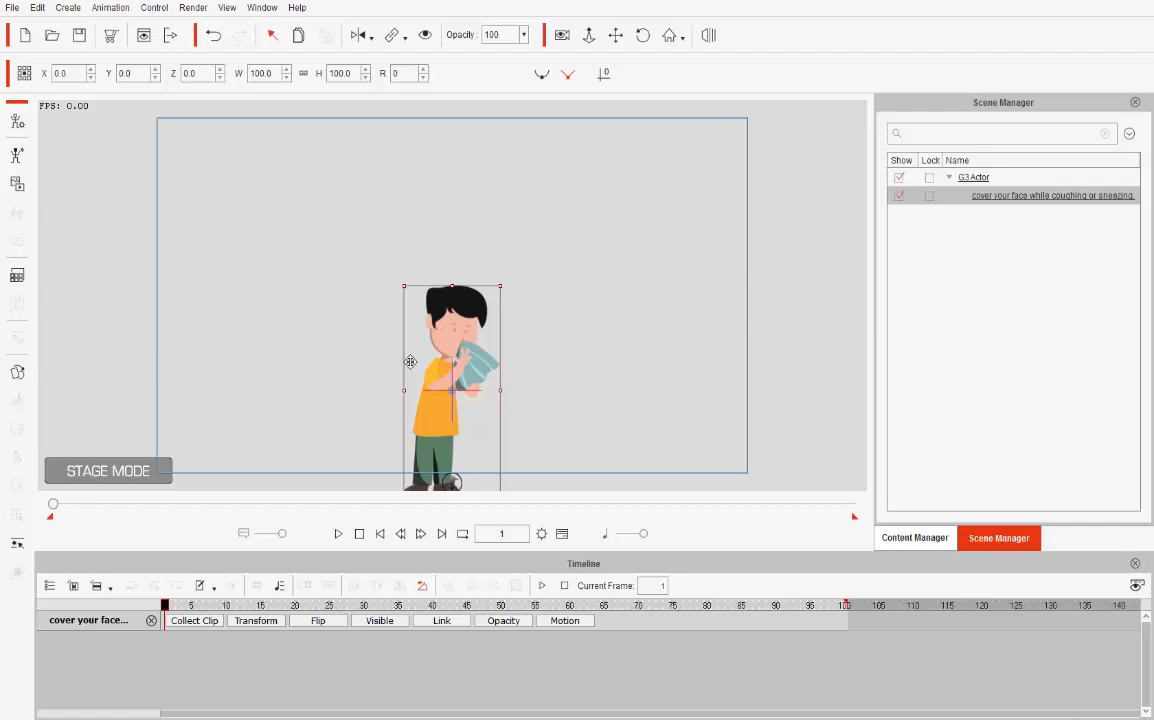 File Edit Create Animation Control Render View Window Help
Opacity : 100
X 0.0 Y 0.0 Z 0.0 W 100.0 H 100.0 R 0
FPS: 0.00
Scene Manager
Show Lock Name
G3 Actor
cover your face while coughing or sneezing.
STAGE MODE
1
Content Manager Scene Manager
Timeline
Current Frame: 1
5 10 15 20 25 30 35 40 45 50 55 60 65 70 75 80 85 90 95 100 105 110 115 120 125 130 135 140
cover your face... Collect Clip Transform Flip Visible Link Opacity Motion